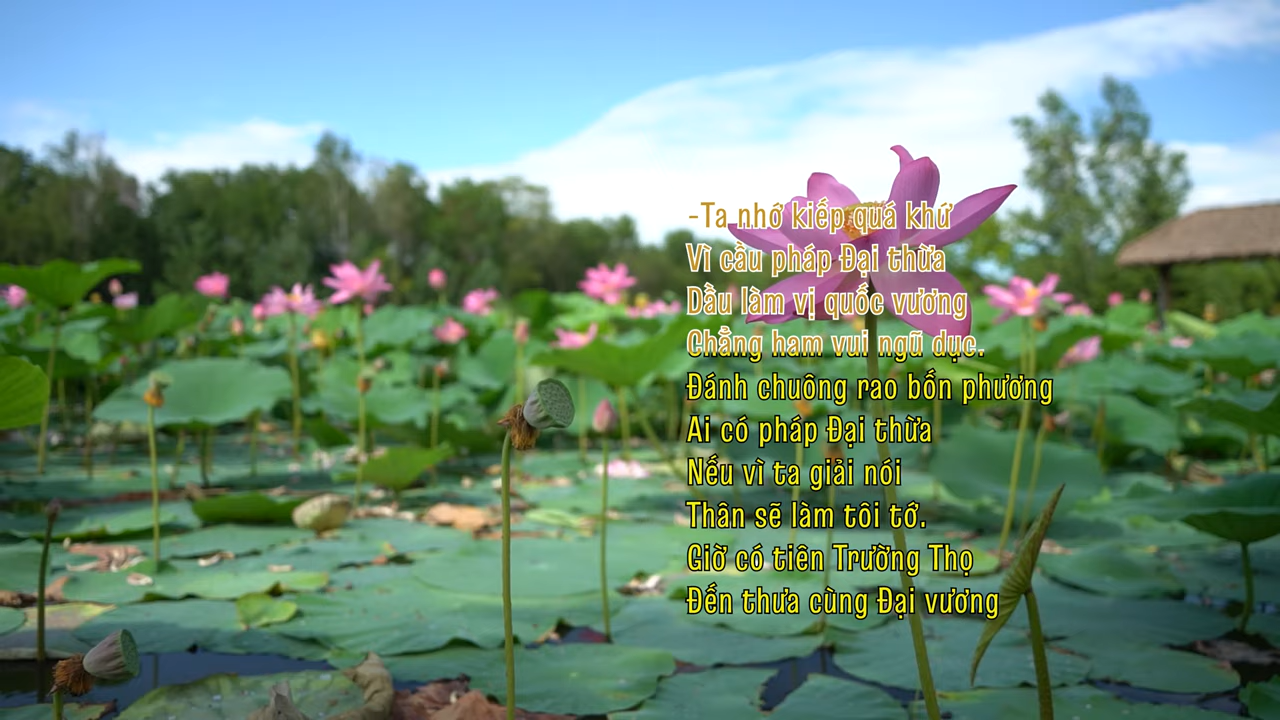 -Ta nhớ kiếp quá khứ
Vì cầu pháp Đại thừa
Dầu làm vị quốc vương
Chẳng ham vui ngũ dục.
Đánh chuông rao bốn phương
Ai có pháp Đại thừa
Nếu vì ta giải nói
Thân sẽ làm tôi tớ.
Giờ có tiên Trường Thọ
Đến thưa cùng Đại vương